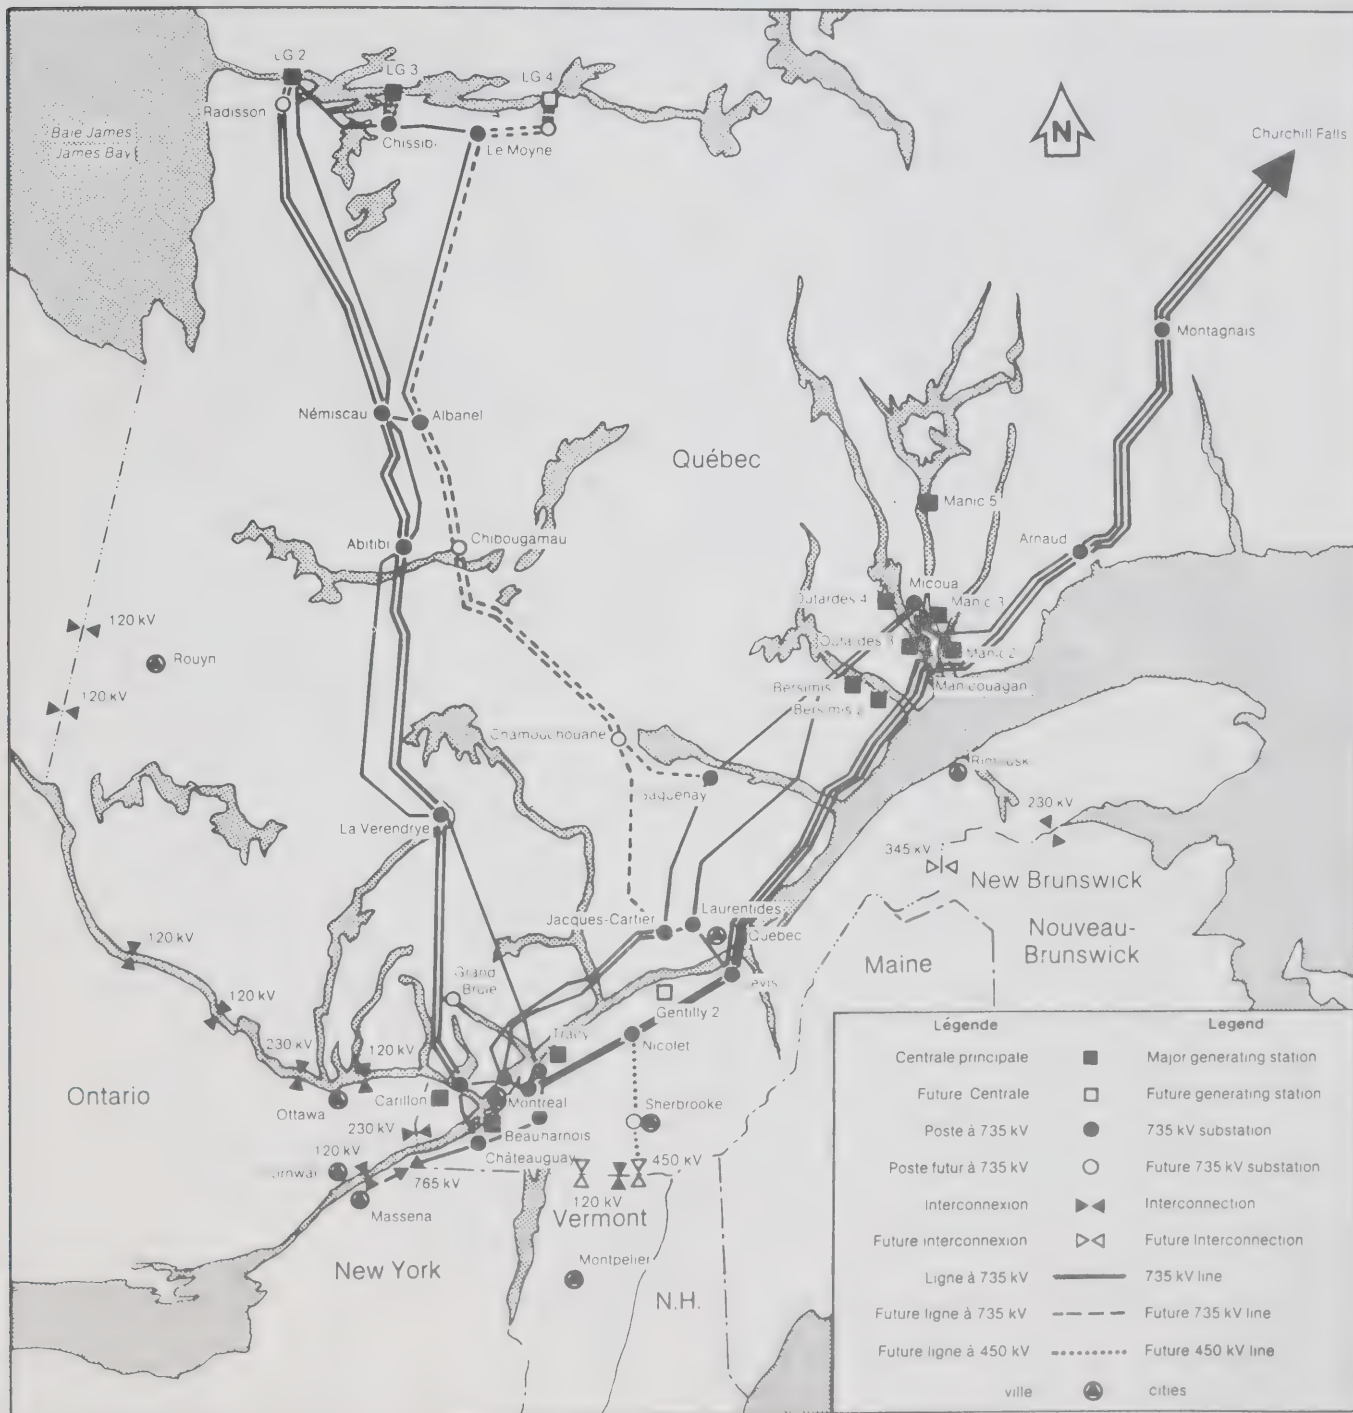 LG 3
LG 4
Radisson
Chissibi
Le Moyne
Baie James
James Bay
N
Churchill Falls
Montagnais
Némiscau
Albanel
Québec
Manic 5
Abitibi
Chibougamau
Arnaud
Micoua
Outardes 4
Manic 3
120 kV
Rouyn
Outardes 3
Manic 2
120 kV
Bersimis
Manicouagan
Bersimis 2
Chamouchouane
Saguenay
La Verendrye
230 kV
345 kV
New Brunswick
Nouveau-
Brunswick
Laurentides
Jacques-Cartier
Québec
Maine
120 kV
Grand
Brule
120 kV
Gentilly 2
Tracy
Nicolet
230 kV
120 kV
Ontario
Ottawa
Carillon
Montreal
Sherbrooke
230 kV
Beauharnois
120 kV
Châteauguay
450 kV
765 kV
120 kV
Massena
Vermont
New York
Montpelier
N.H.
Légende Legend
Centrale principale Major generating station
Future Centrale Future generating station
Poste à 735 kV 735 kV substation
Poste futur à 735 kV Future 735 kV substation
Interconnexion Interconnection
Future interconnexion Future Interconnection
Ligne à 735 kV 735 kV line
Future ligne à 735 kV Future 735 kV line
Future ligne à 450 kV Future 450 kV line
ville cities